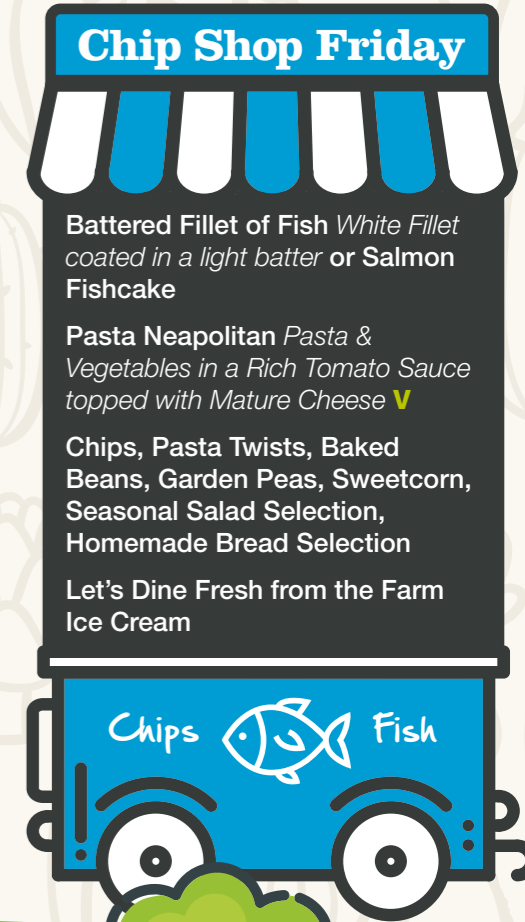 Chip Shop Friday
Battered Fillet of Fish White Fillet
coated in a light batter or Salmon
Fishcake
Pasta Neapolitan Pasta &
Vegetables in a Rich Tomato Sauce
topped with Mature Cheese V
Chips, Pasta Twists, Baked
Beans, Garden Peas, Sweetcorn,
Seasonal Salad Selection,
Homemade Bread Selection
Let's Dine Fresh from the Farm
Ice Cream
Chips Fish